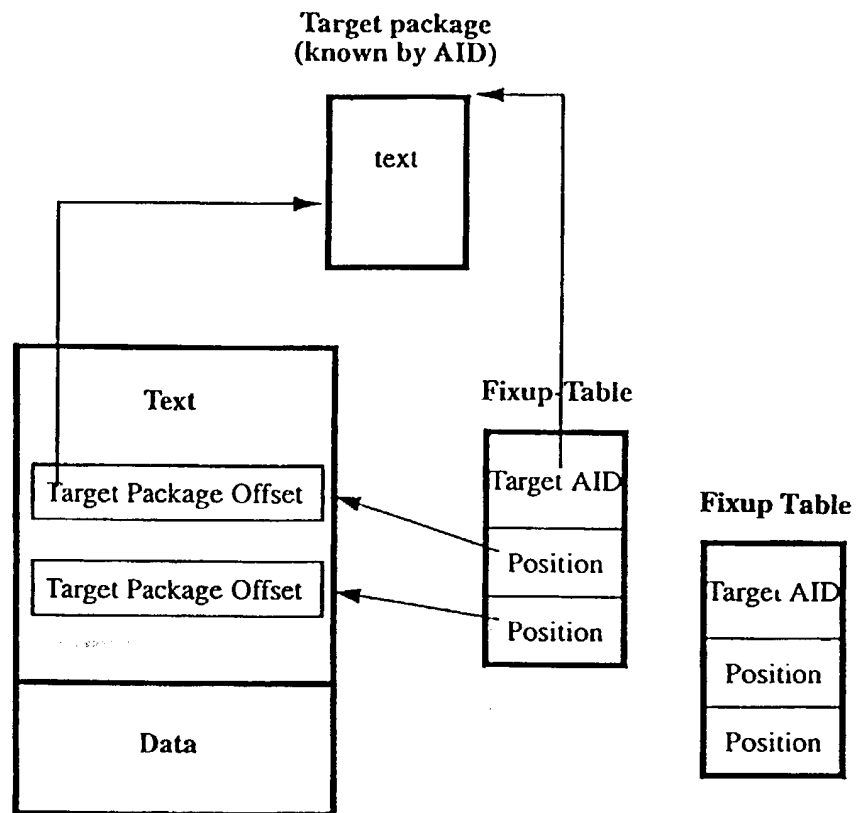 Target package
(known by AID)
text
Text
Target Package Offset
Target Package Offset
Data
Fixup-Table
Target AID
Position
Position
Fixup Table
Target AID
Position
Position